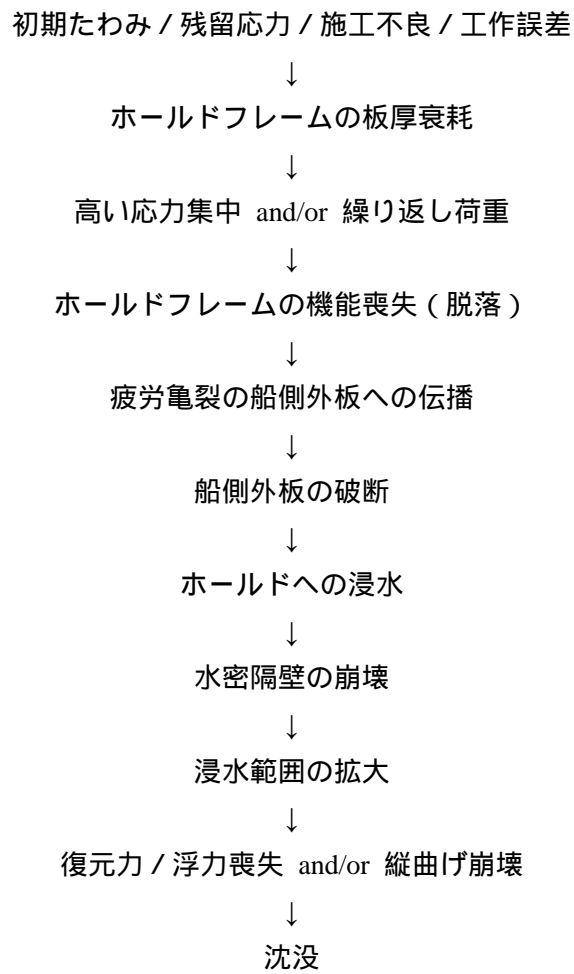 初期たわみ / 残留応力 / 施工不良 / 工作誤差
↓
ホールドフレームの板厚衰耗
↓
高い応力集中 and/or 繰り返し荷重
↓
ホールドフレームの機能喪失（脱落）
↓
疲労亀裂の船側外板への伝播
↓
船側外板の破断
↓
ホールドへの浸水
↓
水密隔壁の崩壊
↓
浸水範囲の拡大
↓
復元力 / 浮力喪失 and/or 縦曲げ崩壊
↓
沈没